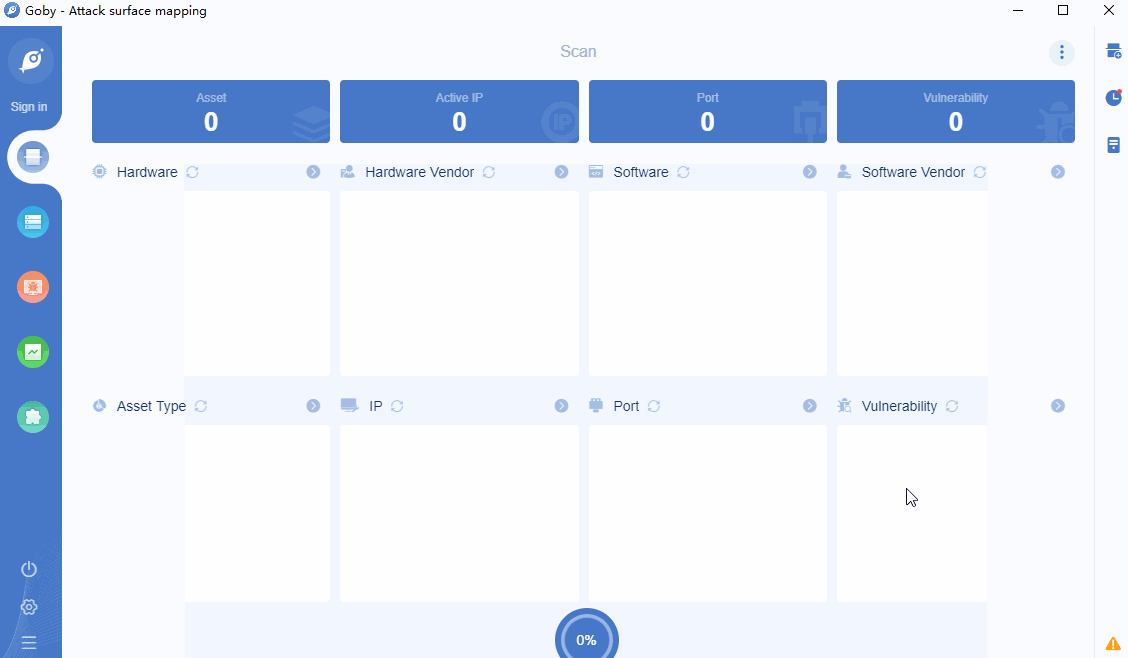 Goby - Attack surface mapping
Scan
Sign in
Asset
0
Active IP
0
IP
Port
0
Vulnerability
0
Hardware
Hardware Vendor
Software
Software Vendor
Asset Type
IP
Port
Vulnerability
0%